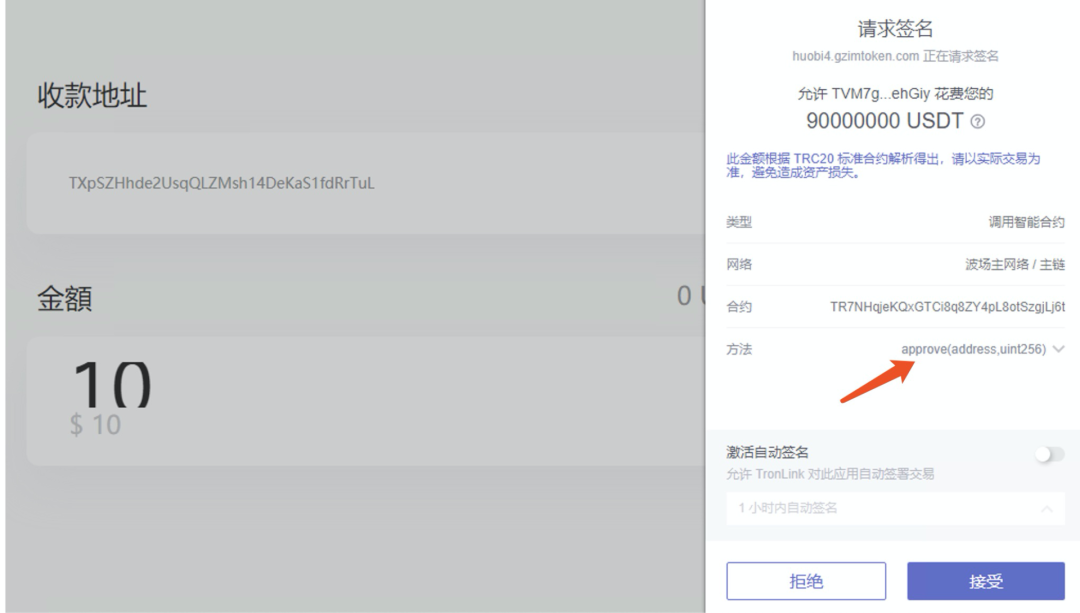 收款地址
TXpSZHhde2UsqQLZMsh14DeKaS1fdRrTuL
金額
0 U
10
$ 10
请求签名
huobi4.gzimtoken.com 正在请求签名
允许 TVM7g...ehGiy 花费您的
90000000 USDT ?
此金额根据 TRC20 标准合约解析得出，请以实际交易为
准，避免造成资产损失。
类型 调用智能合约
网络 波场主网络 / 主链
合约 TR7NHqjeKQxGTCi8q8ZY4pL8otSzgjLj6t
方法 approve(address,uint256)
激活自动签名
允许 TronLink 对此应用自动签署交易
1 小时内自动签名
拒绝 接受